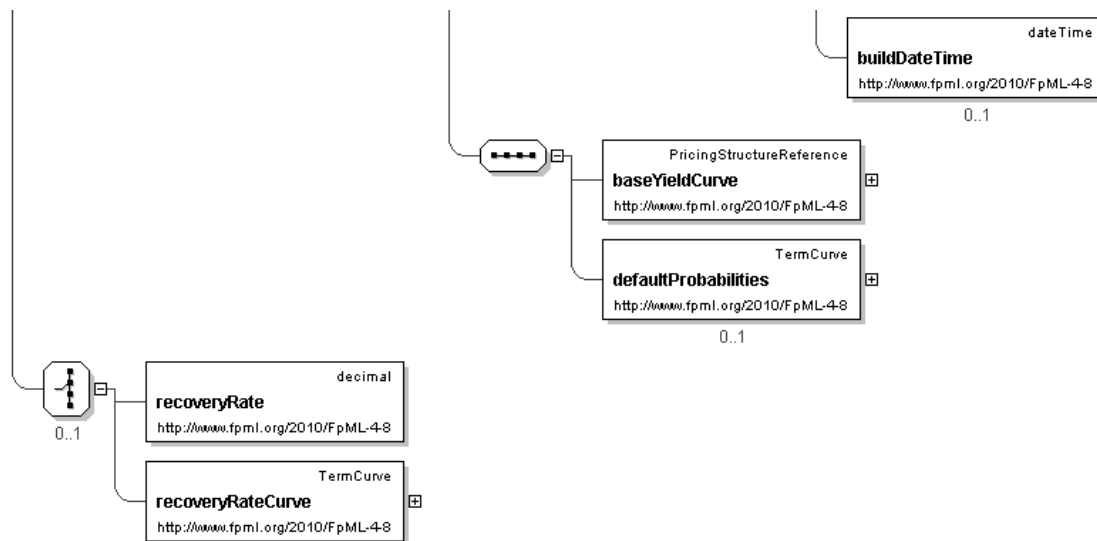 dateTime
buildDateTime
http://www.fpml.org/2010/FpML-4-8
0..1
PricingStructureReference
baseYieldCurve
http://www.fpml.org/2010/FpML-4-8
TermCurve
defaultProbabilities
http://www.fpml.org/2010/FpML-4-8
0..1
0..1
decimal
recoveryRate
http://www.fpml.org/2010/FpML-4-8
TermCurve
recoveryRateCurve
http://www.fpml.org/2010/FpML-4-8